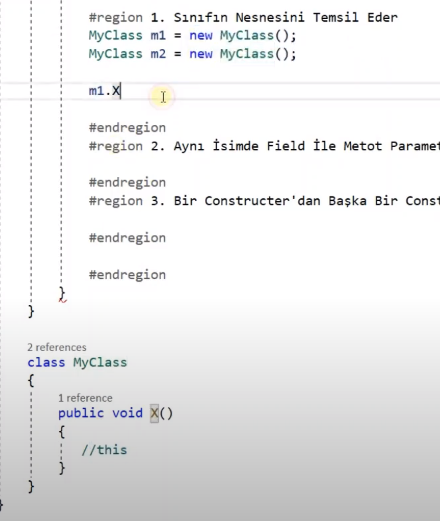 #region 1. Sınıfın Nesnesini Temsil Eder
MyClass m1 = new MyClass();
MyClass m2 = new MyClass();
m1.X
#endregion
#region 2. Aynı İsimde Field İle Metot Paramet
#endregion
#region 3. Bir Constructer'dan Başka Bir Const
#endregion
#endregion
}
}
2 references
class MyClass
{
1 reference
public void X()
{
//this
}
}
}